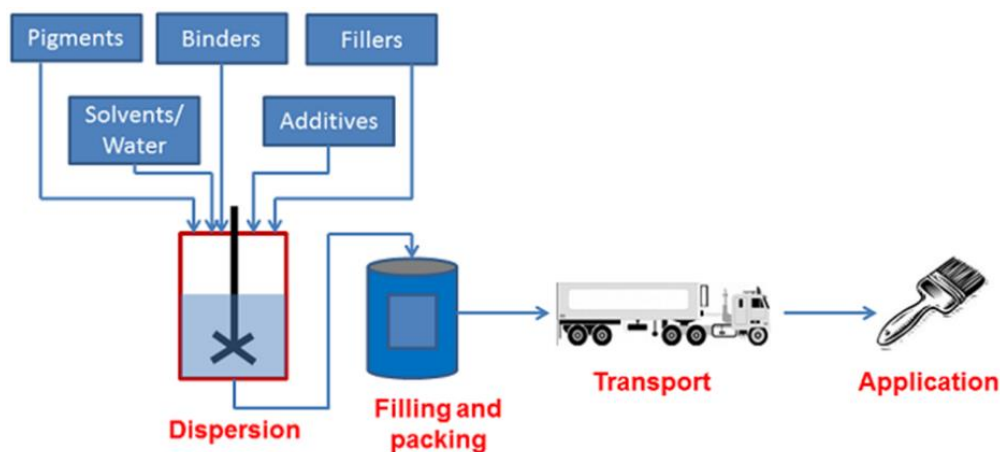 Pigments
Binders
Fillers
Solvents/
Water
Additives
Dispersion
Filling and
packing
Transport
Application